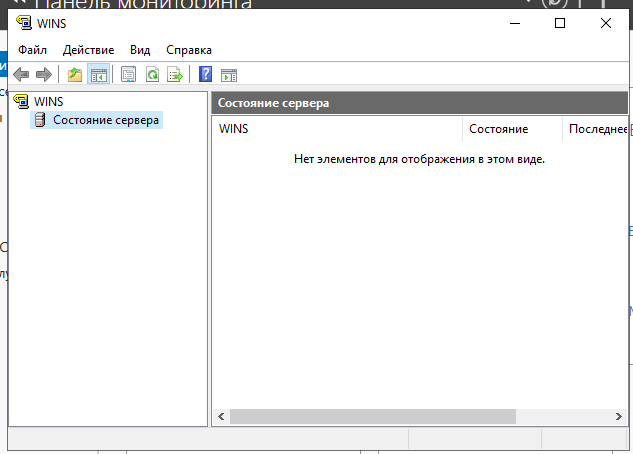 Панель мониторинга
WINS
Файл Действие Вид Справка
WINS
Состояние сервера
Состояние сервера
WINS Состояние Последнее
Нет элементов для отображения в этом виде.